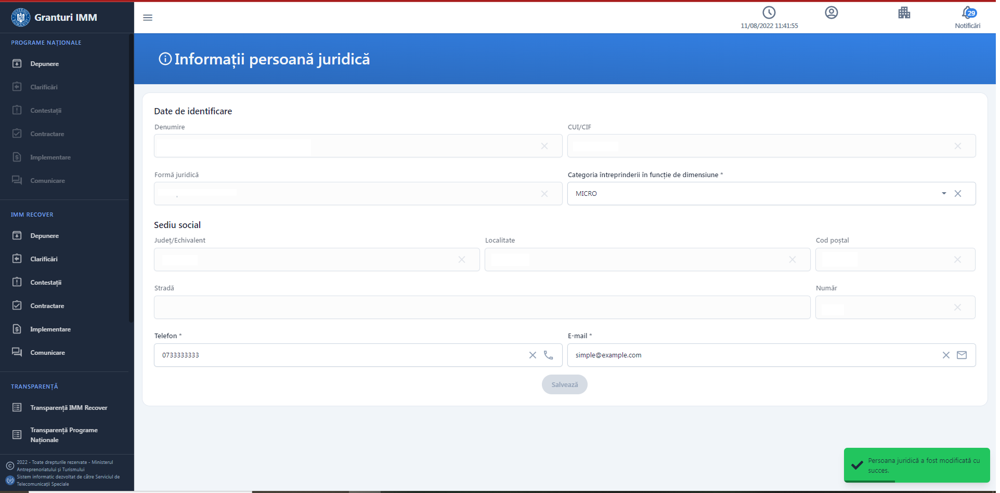 Granturi IMM
11/08/2022 11:41:55
29
Notificări
PROGRAME NAȚIONALE
Depunere
Clarificări
Contestații
Contractare
Implementare
Comunicare
IMM RECOVER
Depunere
Clarificări
Contestații
Contractare
Implementare
Comunicare
TRANSPARENȚĂ
Transparență IMM Recover
Transparență Programe
Naționale
2022 - Toate drepturile rezervate - Ministerul
Antreprenoriatului și Turismului
Sistem informatic dezvoltat de către Serviciul de
Telecomunicații Speciale
Informații persoană juridică
Date de identificare
Denumire
CUI/CIF
Formă juridică
Categoria întreprinderii în funcție de dimensiune *
MICRO
Sediu social
Județ/Echivalent
Localitate
Cod poștal
Stradă
Număr
Telefon *
E-mail *
0733333333
simple@example.com
Salvează
Persoana juridică a fost modificată cu
succes.